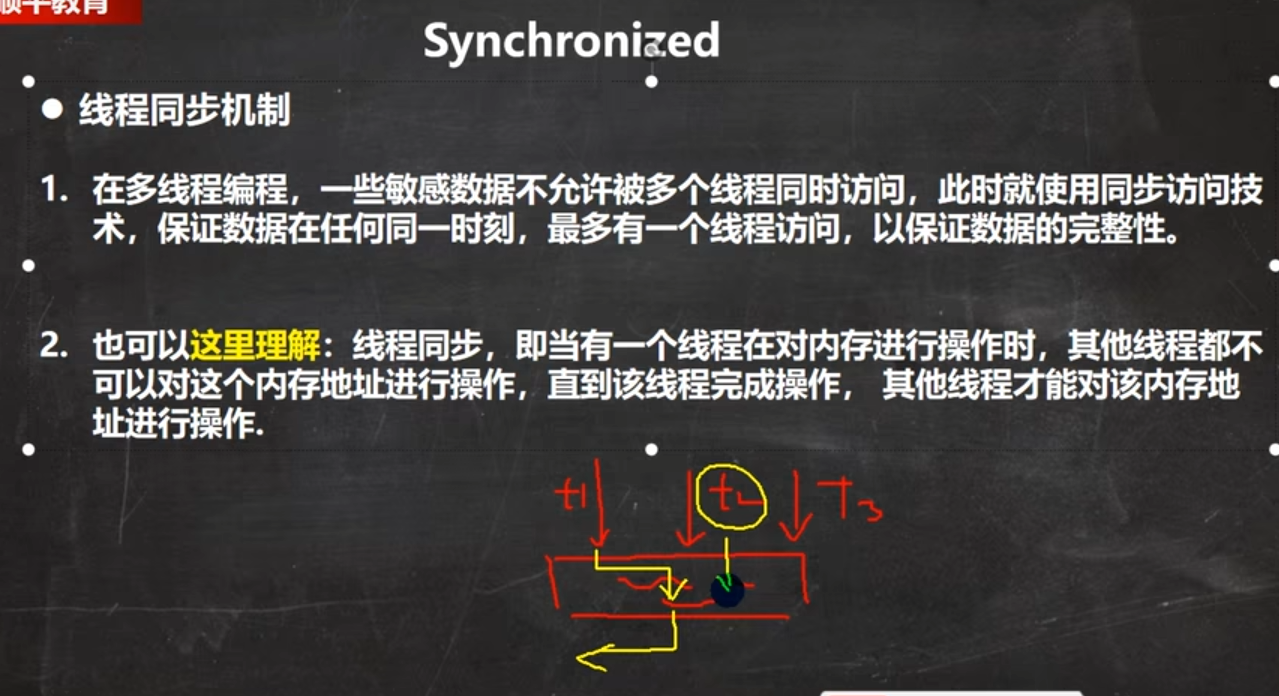 顺平教育
Synchronized
● 线程同步机制
1. 在多线程编程，一些敏感数据不允许被多个线程同时访问，此时就使用同步访问技
术，保证数据在任何同一时刻，最多有一个线程访问，以保证数据的完整性。
2. 也可以这里理解：线程同步，即当有一个线程在对内存进行操作时，其他线程都不
可以对这个内存地址进行操作，直到该线程完成操作， 其他线程才能对该内存地
址进行操作.
t1 t2 T3